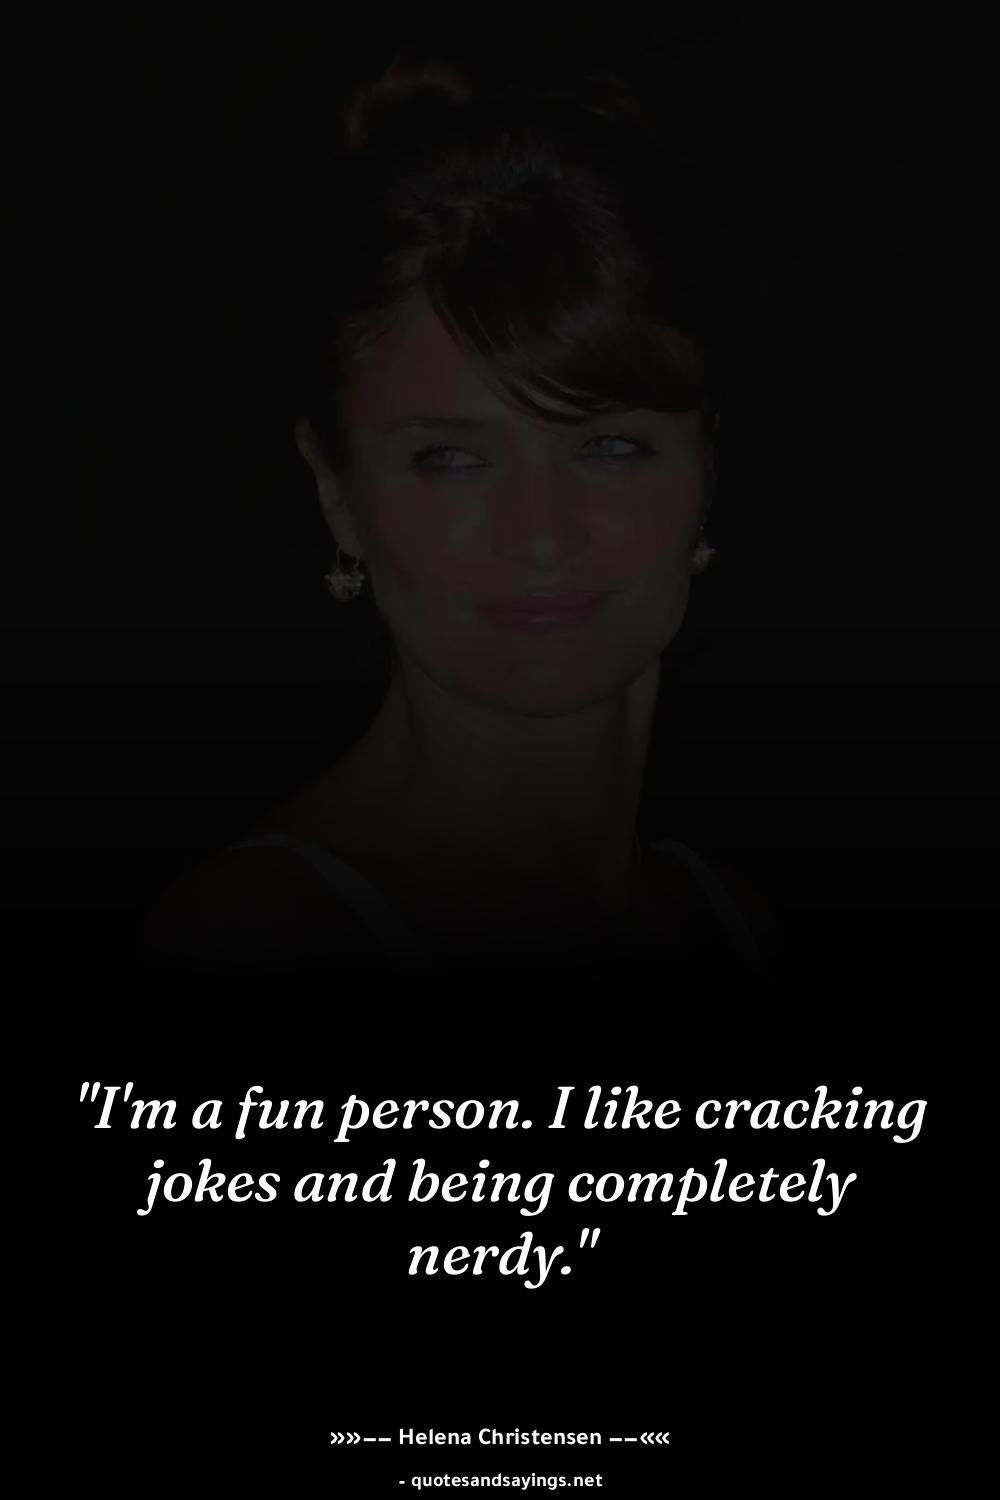 "I'm a fun person. I like cracking
jokes and being completely
nerdy."
»»–– Helena Christensen ––««
- quotesandsayings.net